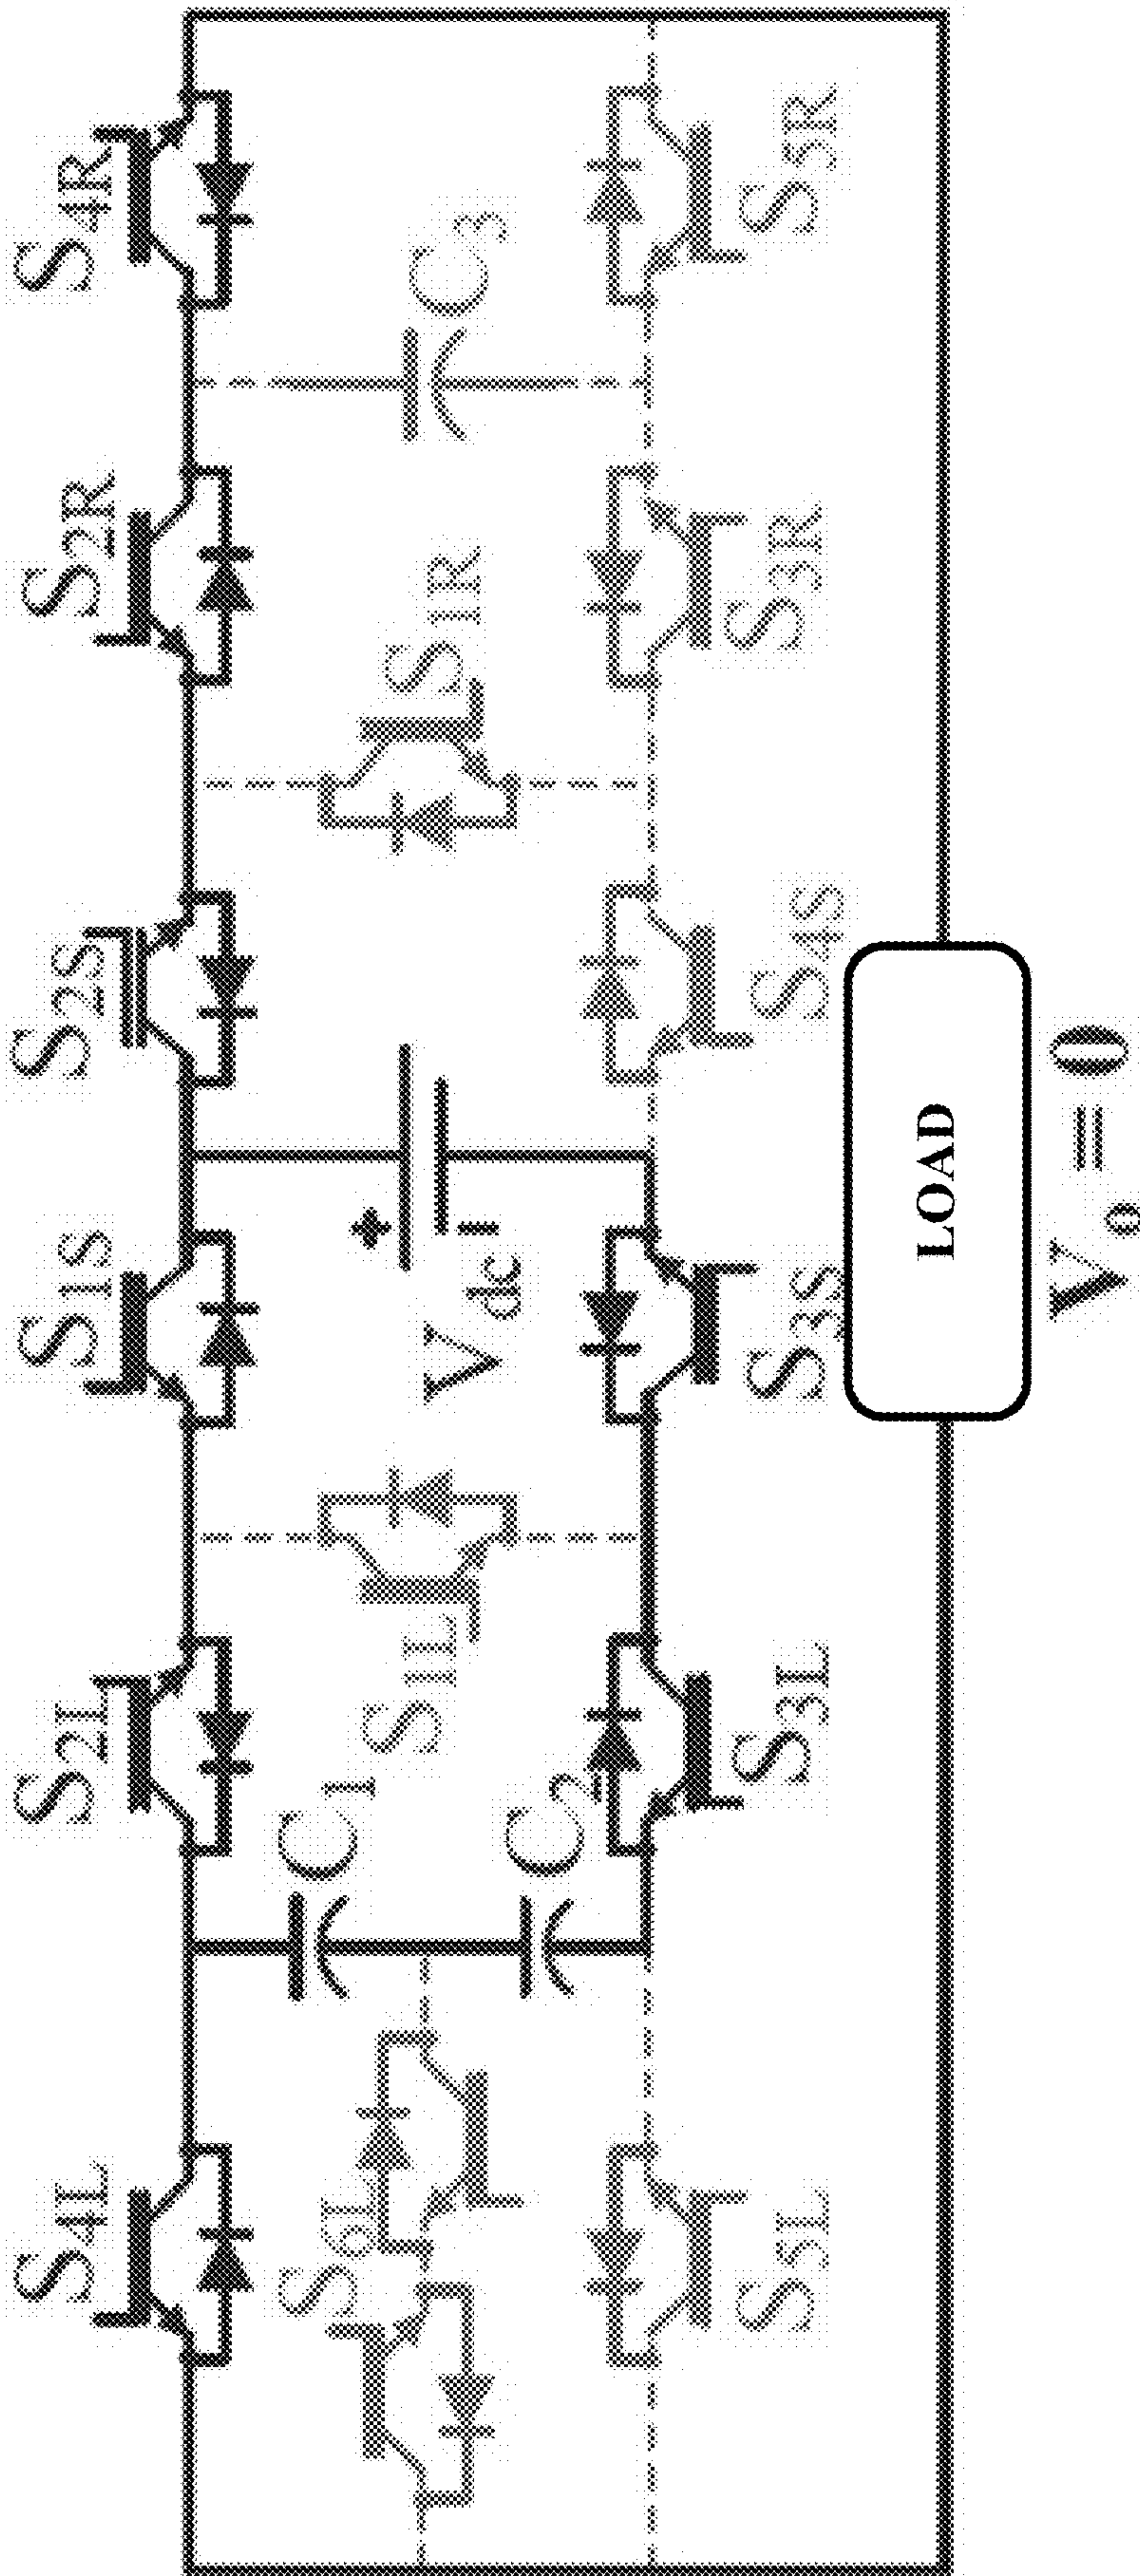 S4L
S2L
S1S
S2S
S2R
S4R
S6L
C1
C2
S1L
Vdc
+
−
S1R
C3
S5L
S3L
S3S
S4S
S3R
S5R
LOAD
Vo = 0